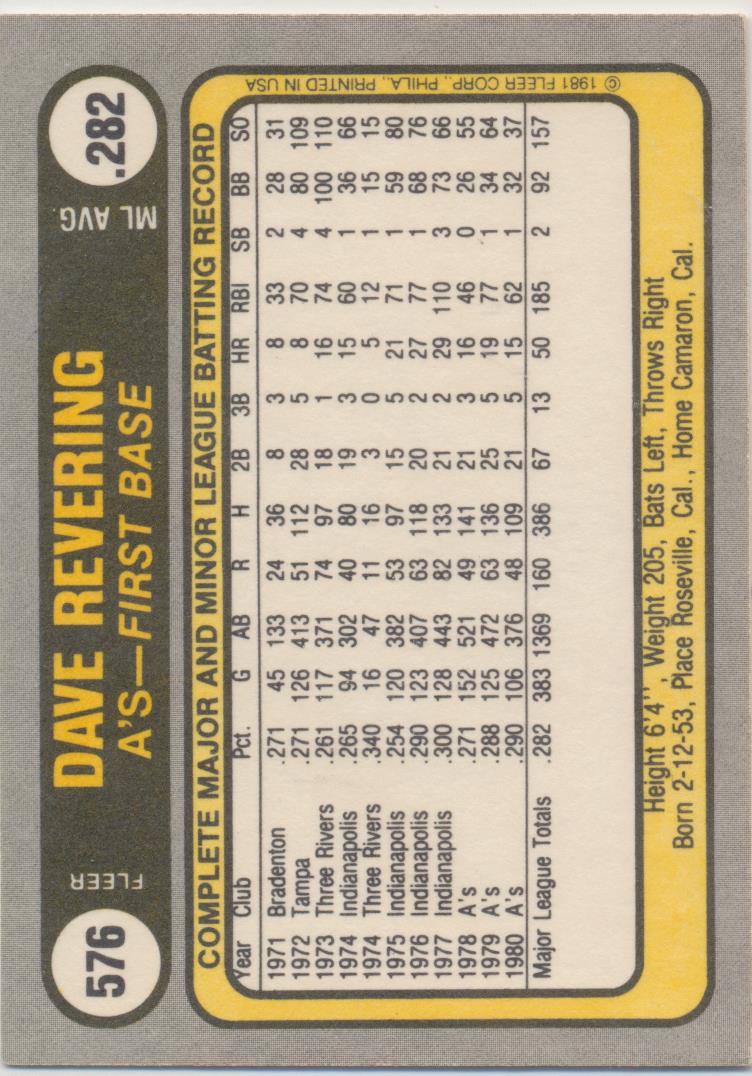 576
FLEER
DAVE REVERING
A'S—FIRST BASE
ML AVG.
.282
COMPLETE MAJOR AND MINOR LEAGUE BATTING RECORD
Year Club Pct. G AB R H 2B 3B HR RBI SB BB SO
1971 Bradenton .271 45 133 24 36 8 3 8 33 2 28 31
1972 Tampa .271 126 413 51 112 28 5 8 70 4 80 109
1973 Three Rivers .261 117 371 74 97 18 1 16 74 4 100 110
1974 Indianapolis .265 94 302 40 80 19 3 15 60 1 36 66
1974 Three Rivers .340 16 47 11 16 3 0 5 12 1 15 15
1975 Indianapolis .254 120 382 53 97 15 5 21 71 1 59 80
1976 Indianapolis .290 123 407 63 118 20 2 27 77 1 68 76
1977 Indianapolis .300 128 443 82 133 21 2 29 110 3 73 66
1978 A's .271 152 521 49 141 21 3 16 46 0 26 55
1979 A's .288 125 472 63 136 25 5 19 77 1 34 64
1980 A's .290 106 376 48 109 21 5 15 62 1 32 37
Major League Totals .282 383 1369 160 386 67 13 50 185 2 92 157
Height 6'4'', Weight 205, Bats Left, Throws Right
Born 2-12-53, Place Roseville, Cal., Home Camaron, Cal.
© 1981 FLEER CORP., PHILA., PRINTED IN USA